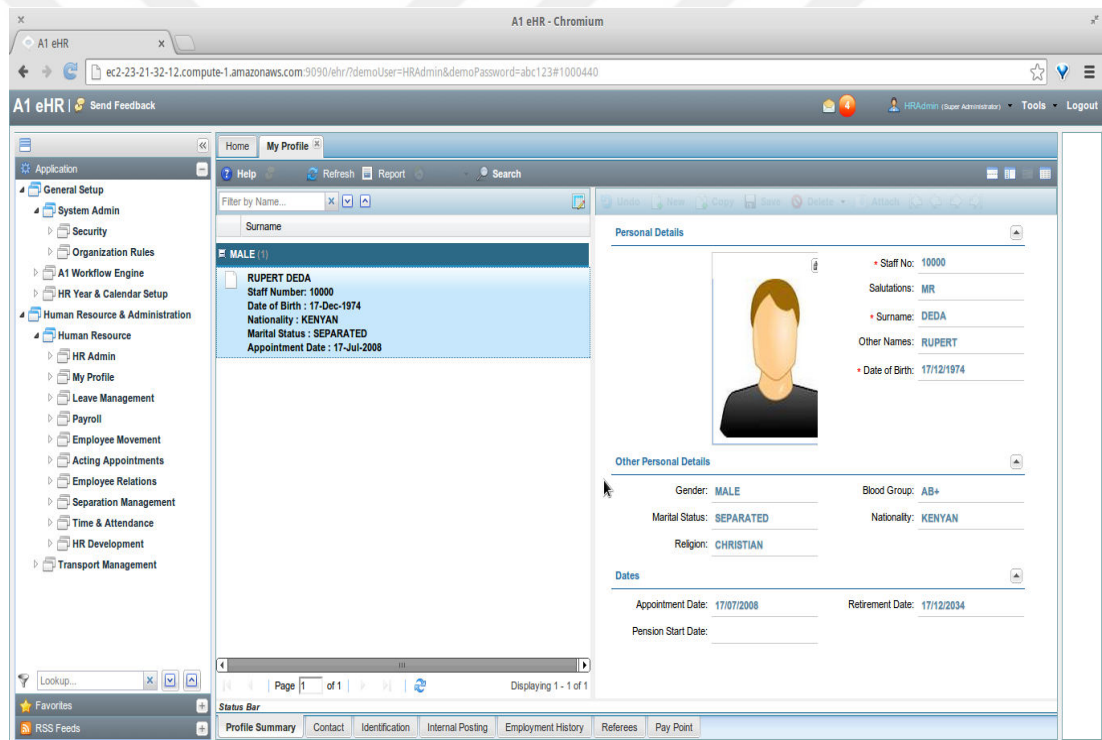 A1 eHR - Chromium
A1 eHR
ec2-23-21-32-12.compute-1.amazonaws.com:9090/ehr/?demoUser=HRAdmin&demoPassword=abc123#1000440
A1 eHR | Send Feedback
4 HRAdmin (Super Administrator) Tools Logout
Application
General Setup
System Admin
Security
Organization Rules
A1 Workflow Engine
HR Year & Calendar Setup
Human Resource & Administration
Human Resource
HR Admin
My Profile
Leave Management
Payroll
Employee Movement
Acting Appointments
Employee Relations
Separation Management
Time & Attendance
HR Development
Transport Management
Lookup...
Favorites
RSS Feeds
Home My Profile
Help Refresh Report Search
Filter by Name...
Surname
MALE (1)
RUPERT DEDA
Staff Number: 10000
Date of Birth : 17-Dec-1974
Nationality : KENYAN
Marital Status : SEPARATED
Appointment Date : 17-Jul-2008
Page 1 of 1 Displaying 1 - 1 of 1
Undo New Copy Save Delete Attach
Personal Details
* Staff No: 10000
Salutations: MR
* Surname: DEDA
Other Names: RUPERT
* Date of Birth: 17/12/1974
Other Personal Details
Gender: MALE Blood Group: AB+
Marital Status: SEPARATED Nationality: KENYAN
Religion: CHRISTIAN
Dates
Appointment Date: 17/07/2008 Retirement Date: 17/12/2034
Pension Start Date:
Status Bar
Profile Summary Contact Identification Internal Posting Employment History Referees Pay Point